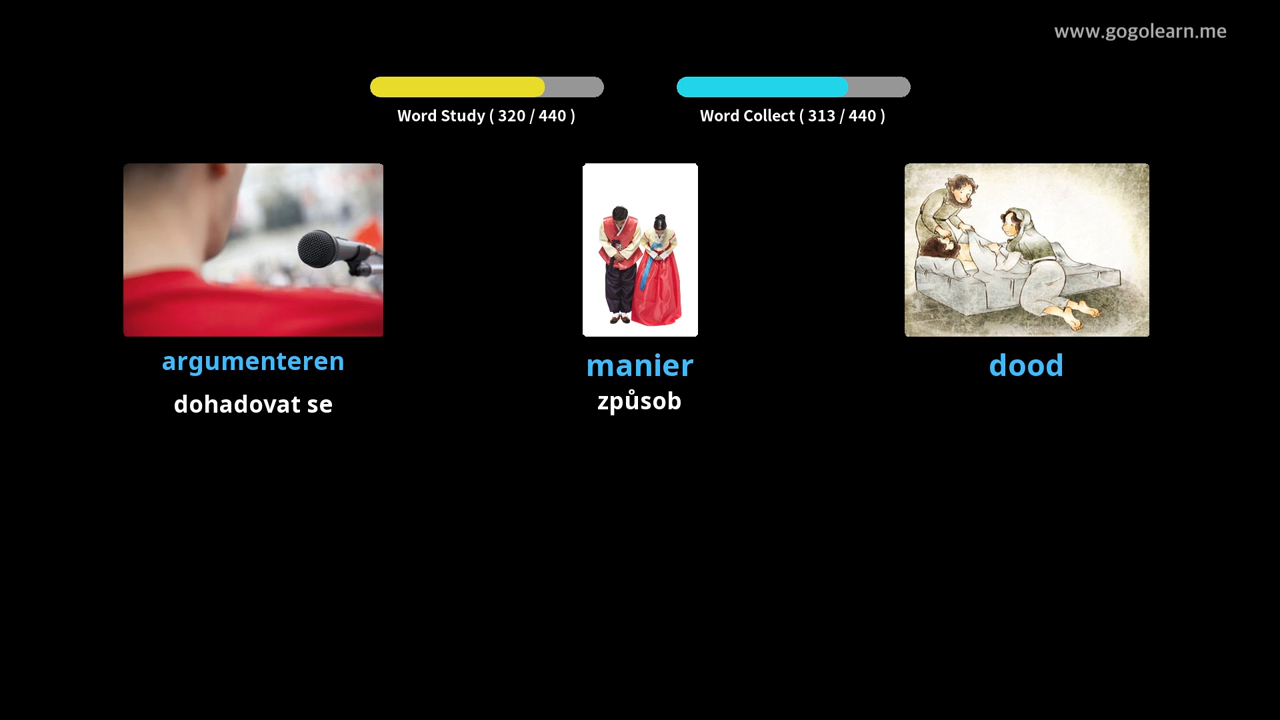 www.gogolearn.me
Word Study ( 320 / 440 )
Word Collect ( 313 / 440 )
argumenteren
manier
dood
dohadovat se
způsob